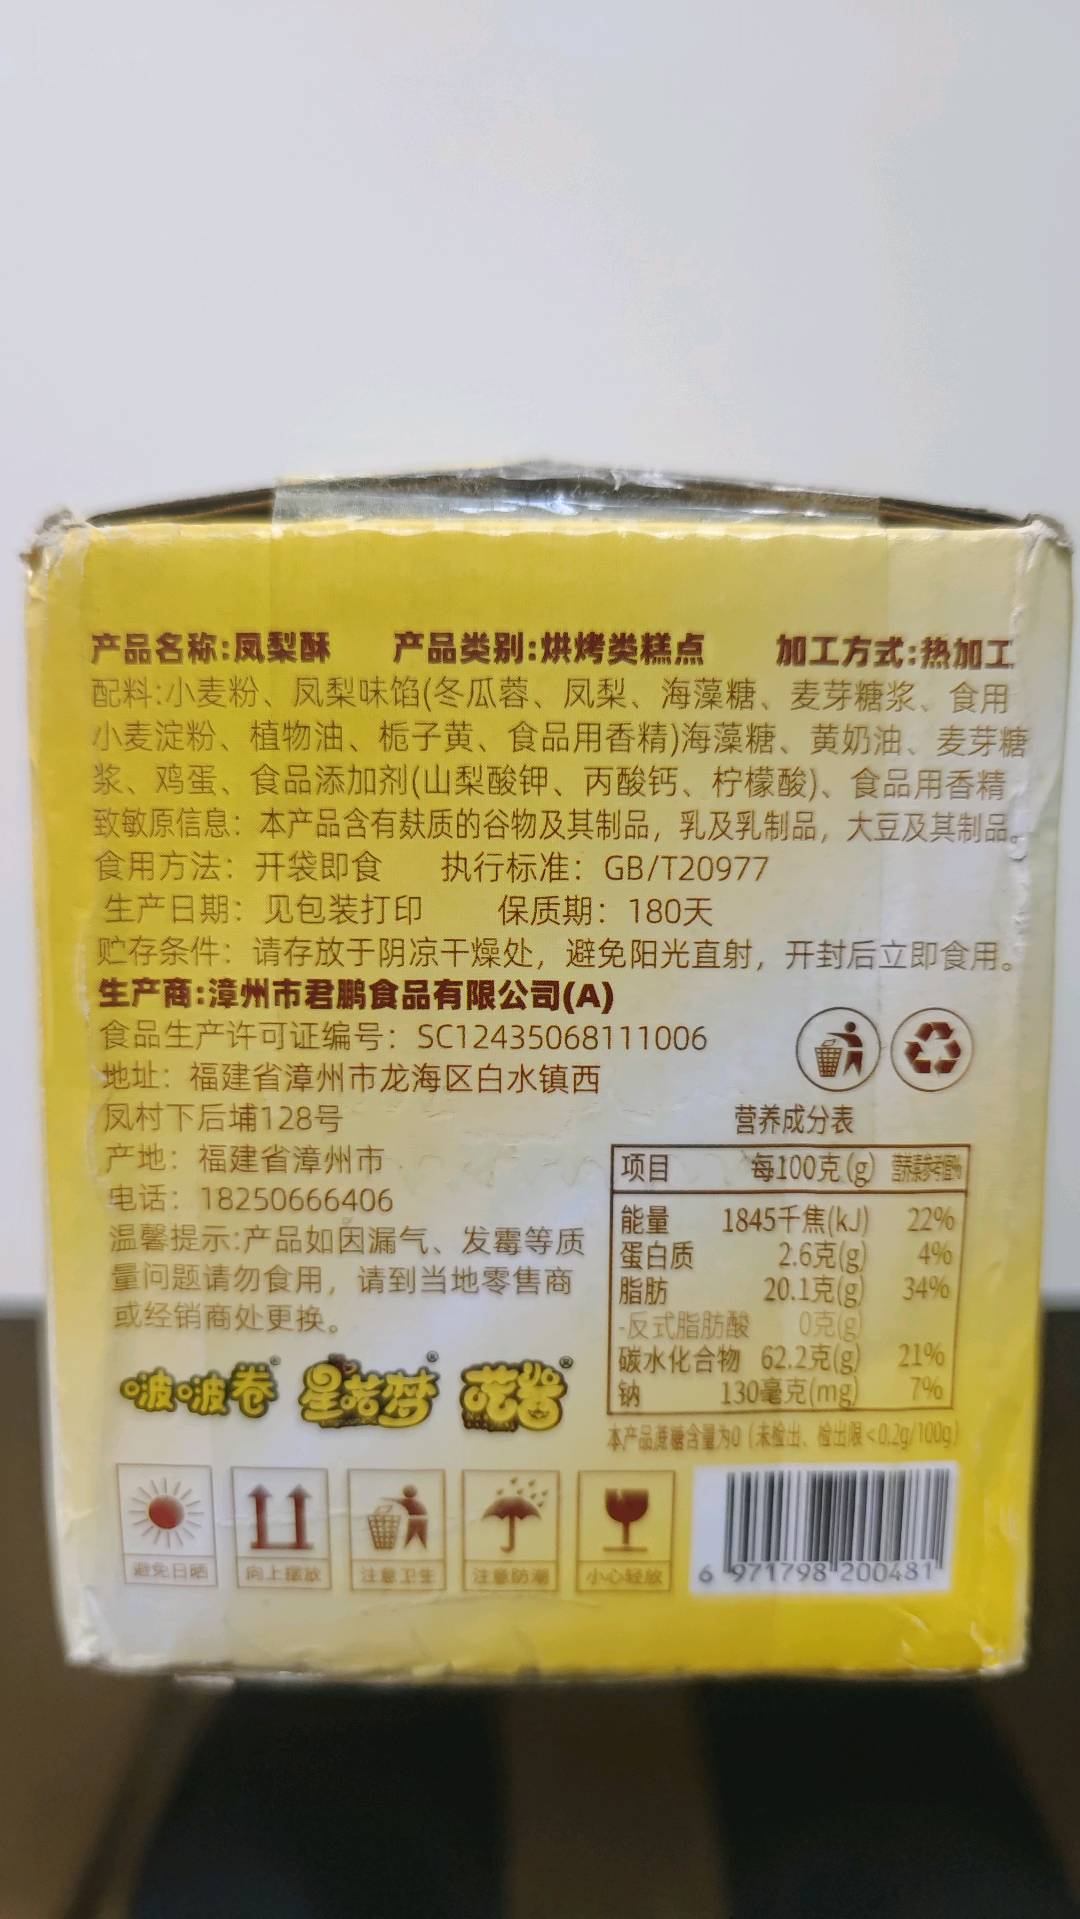 产品名称:凤梨酥 产品类别:烘烤类糕点 加工方式:热加工
配料:小麦粉、凤梨味馅(冬瓜蓉、凤梨、海藻糖、麦芽糖浆、食用
小麦淀粉、植物油、栀子黄、食品用香精)海藻糖、黄奶油、麦芽糖
浆、鸡蛋、食品添加剂(山梨酸钾、丙酸钙、柠檬酸)、食品用香精
致敏原信息：本产品含有麸质的谷物及其制品，乳及乳制品，大豆及其制品。
食用方法：开袋即食 执行标准：GB/T20977
生产日期：见包装打印 保质期：180天
贮存条件：请存放于阴凉干燥处，避免阳光直射，开封后立即食用。
生产商:漳州市君鹏食品有限公司(A)
食品生产许可证编号：SC12435068111006
地址：福建省漳州市龙海区白水镇西
凤村下后埔128号
产地：福建省漳州市
电话：18250666406
温馨提示:产品如因漏气、发霉等质
量问题请勿食用，请到当地零售商
或经销商处更换。
营养成分表
项目 每100克(g) 营养素参考值%
能量 1845千焦(kJ) 22%
蛋白质 2.6克(g) 4%
脂肪 20.1克(g) 34%
-反式脂肪酸 0克(g)
碳水化合物 62.2克(g) 21%
钠 130毫克(mg) 7%
本产品蔗糖含量为0 (未检出、检出限<0.2g/100g)
啵啵卷® 星菇梦® ®
避免日晒 向上摆放 注意卫生 注意防潮 小心轻放
6 971798 200481